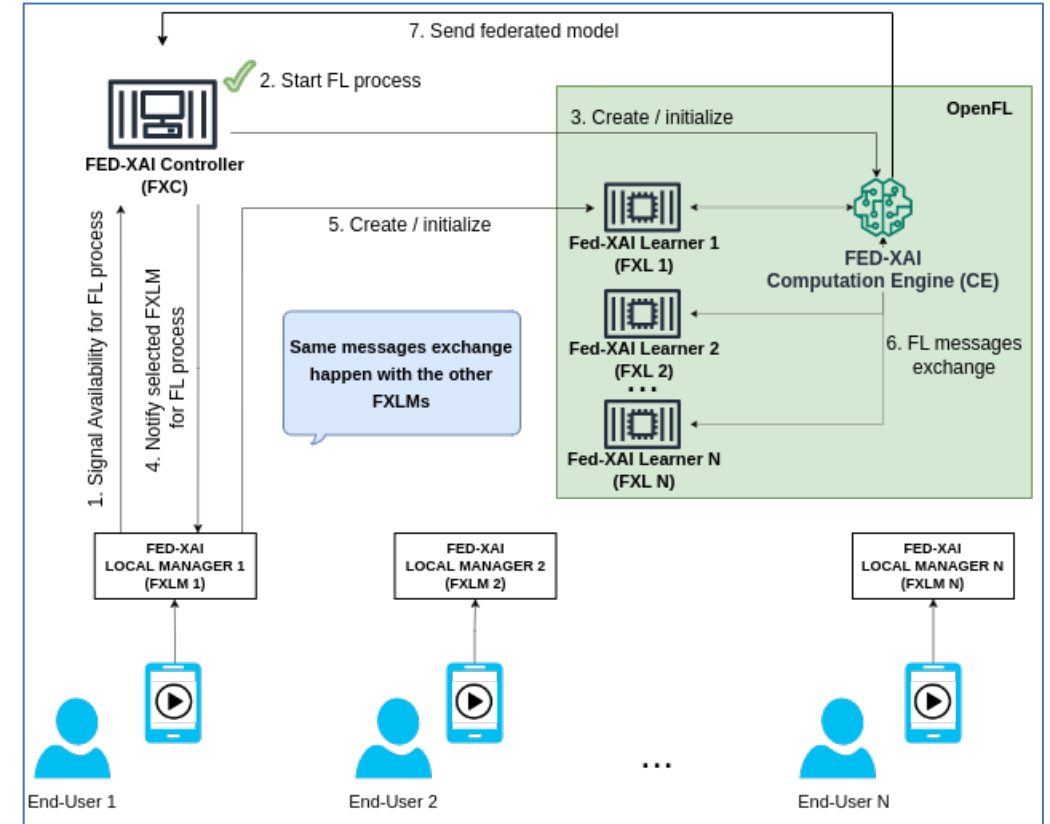 7. Send federated model
2. Start FL process
FED-XAI Controller
(FXC)
OpenFL
3. Create / initialize
5. Create / initialize
Fed-XAI Learner 1
(FXL 1)
FED-XAI
Computation Engine (CE)
Fed-XAI Learner 2
(FXL 2)
...
Fed-XAI Learner N
(FXL N)
6. FL messages
exchange
1. Signal Availability for FL process
4. Notify selected FXLM
for FL process
Same messages exchange
happen with the other
FXLMs
FED-XAI
LOCAL MANAGER 1
(FXLM 1)
FED-XAI
LOCAL MANAGER 2
(FXLM 2)
FED-XAI
LOCAL MANAGER N
(FXLM N)
End-User 1
End-User 2
...
End-User N